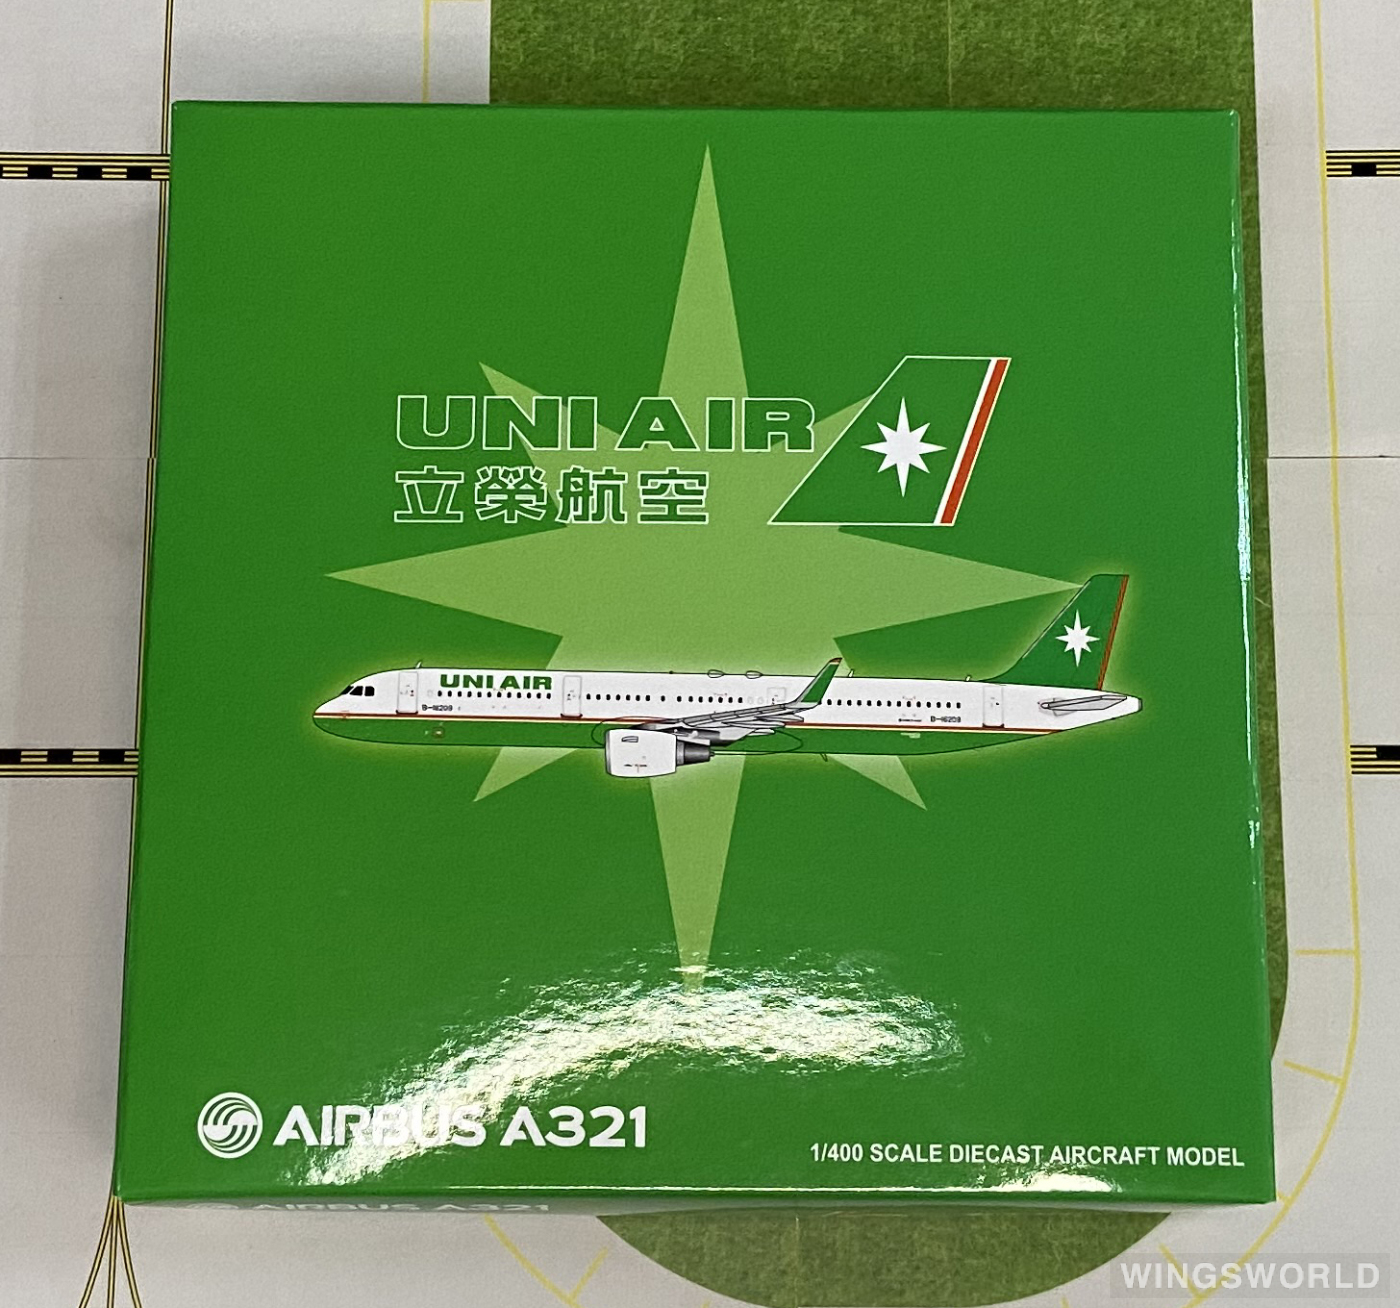 UNI AIR
立榮航空
UNI AIR
B-16209
B-16209
AIRBUS A321
1/400 SCALE DIECAST AIRCRAFT MODEL
AIRBUS A321
WINGSWORLD